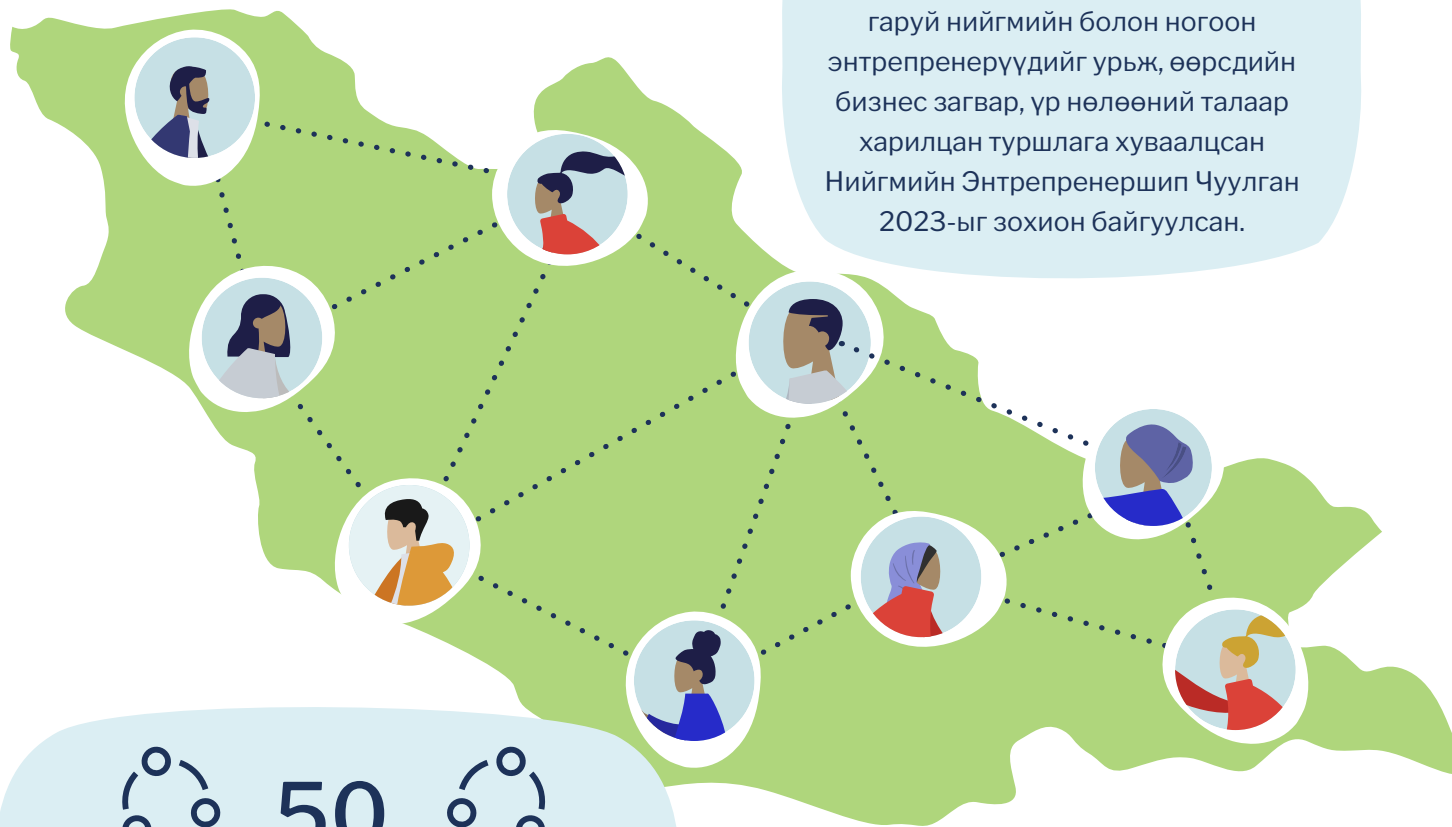 гаруй нийгмийн болон ногоон
энтрепренерүүдийг урьж, өөрсдийн
бизнес загвар, үр нөлөөний талаар
харилцан туршлага хуваалцсан
Нийгмийн Энтрепренершип Чуулган
2023-ыг зохион байгуулсан.
50